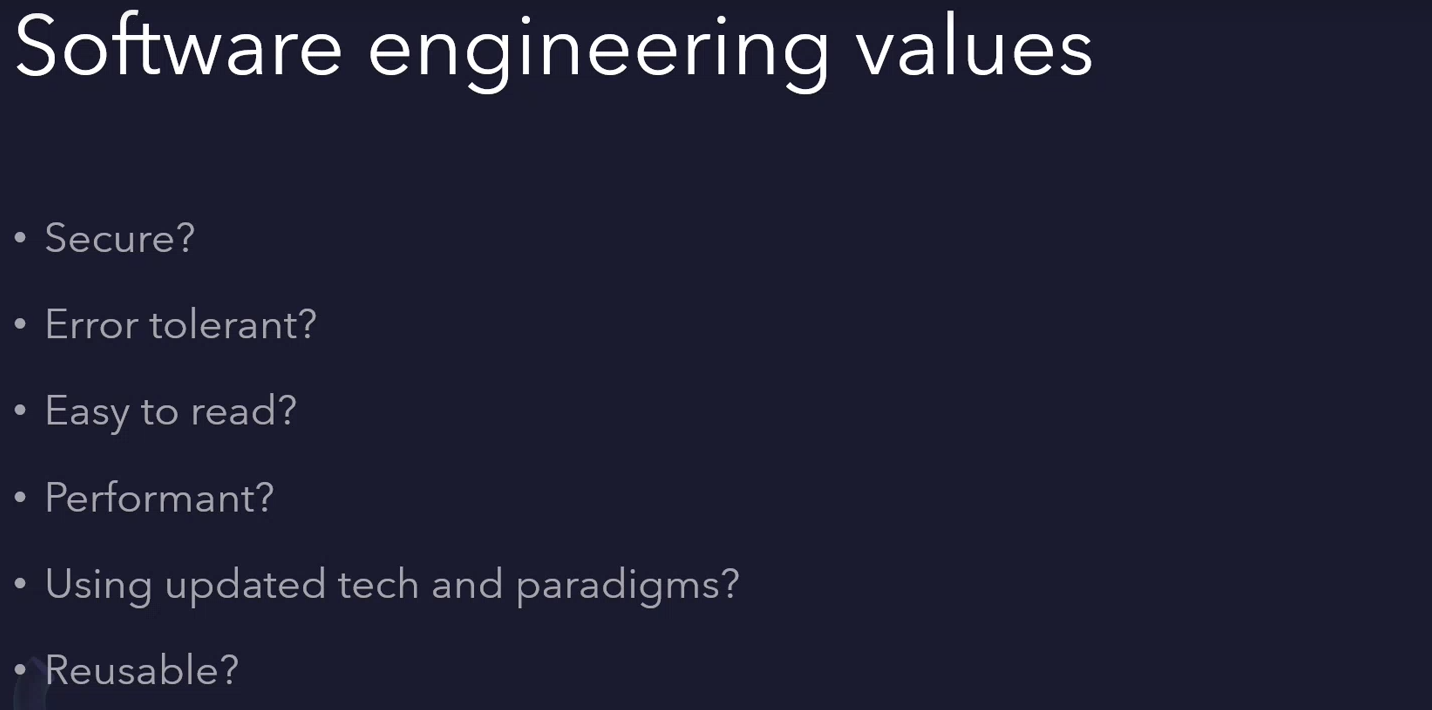 Software engineering values
• Secure?
• Error tolerant?
• Easy to read?
• Performant?
• Using updated tech and paradigms?
• Reusable?